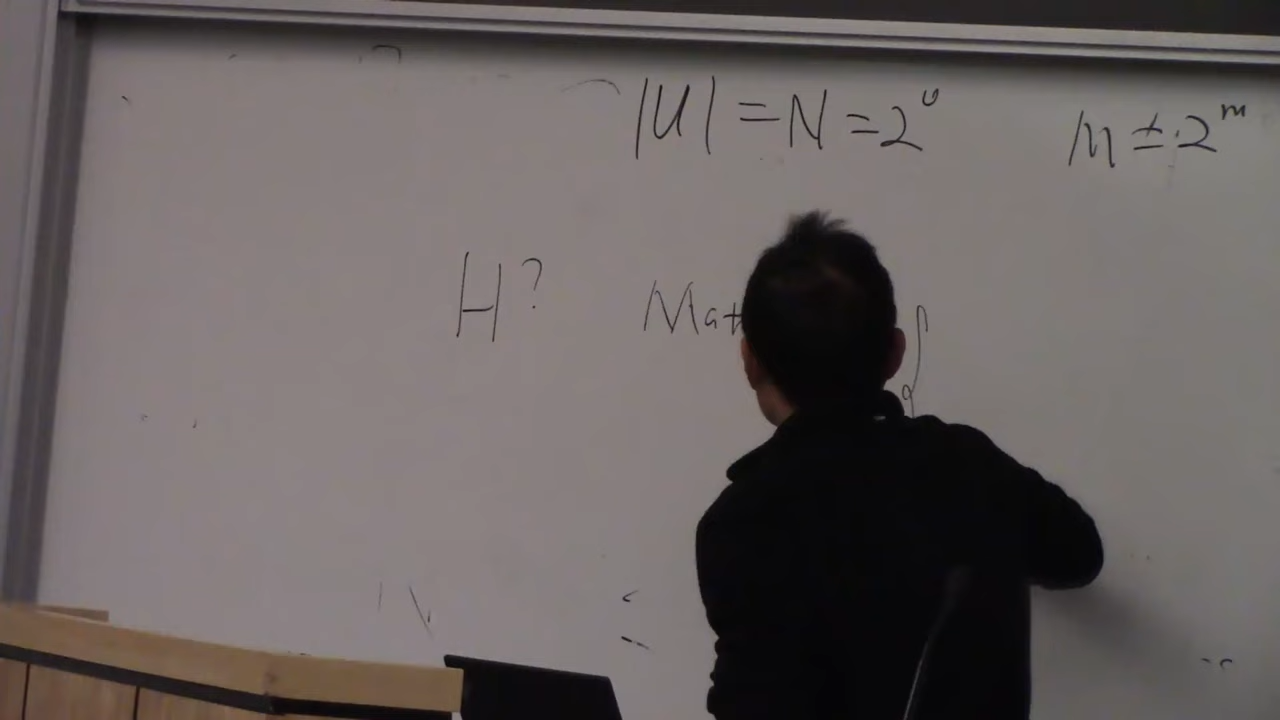 |U| = N = 2^u M = 2^m
H? Mat